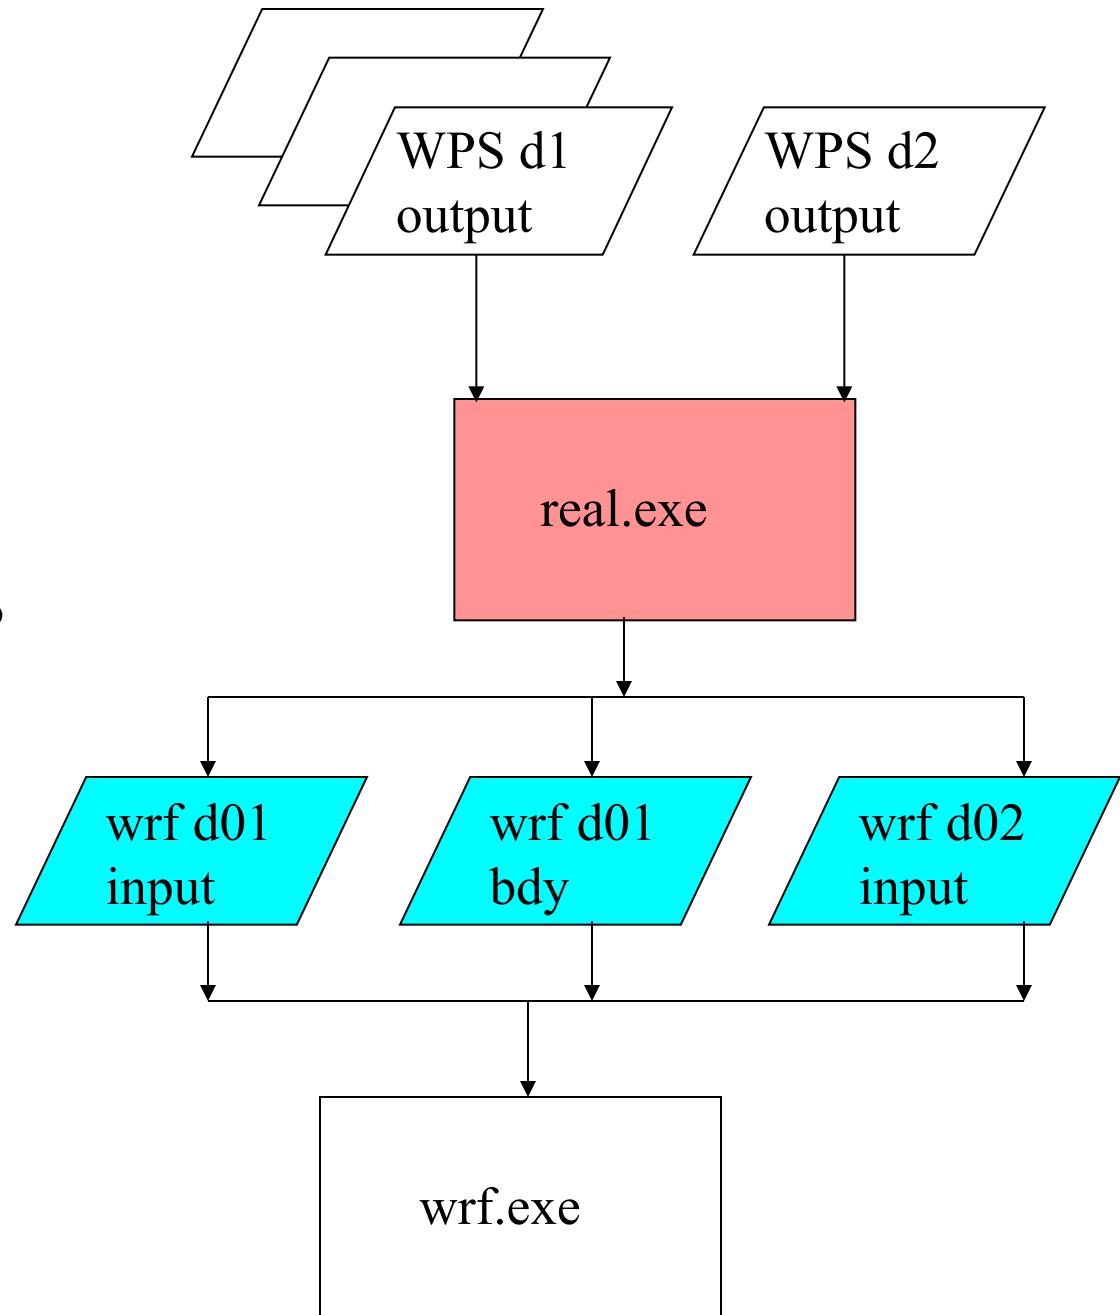 WPS d1
output
WPS d2
output
real.exe
wrf d01
input
wrf d01
bdy
wrf d02
input
wrf.exe